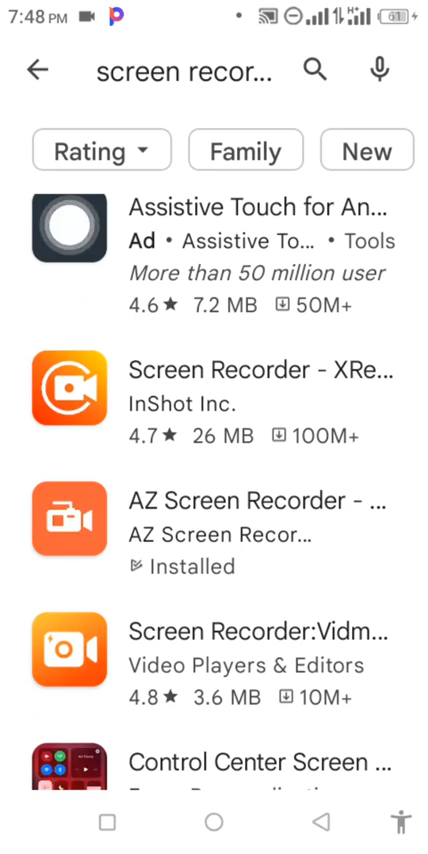 7:48 PM
H+
61
screen recor...
Rating
Family
New
Assistive Touch for An...
Ad • Assistive To... • Tools
More than 50 million user
4.6★ 7.2 MB 50M+
Screen Recorder - XRe...
InShot Inc.
4.7★ 26 MB 100M+
AZ Screen Recorder - ...
AZ Screen Recor...
Installed
Screen Recorder:Vidm...
Video Players & Editors
4.8★ 3.6 MB 10M+
Control Center Screen ...